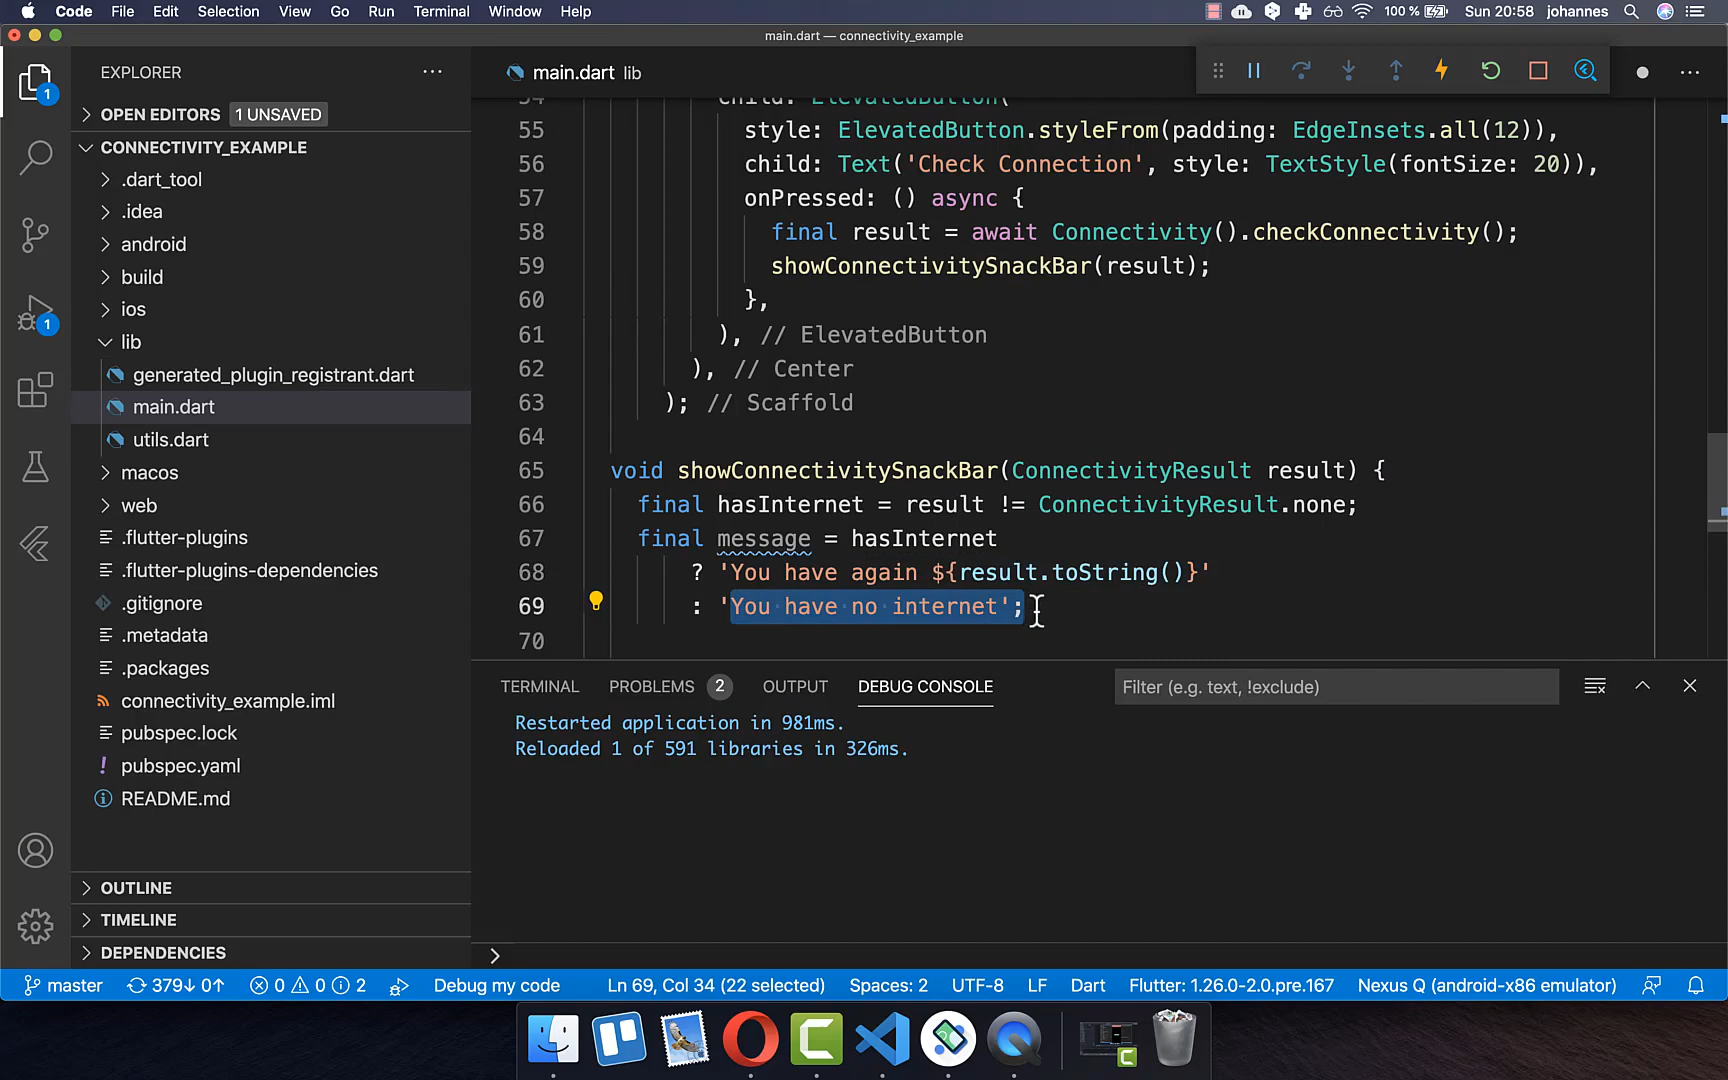 Code File Edit Selection View Go Run Terminal Window Help 100 % Sun 20:58 johannes
main.dart — connectivity_example
EXPLORER
OPEN EDITORS 1 UNSAVED
CONNECTIVITY_EXAMPLE
.dart_tool
.idea
android
build
ios
lib
generated_plugin_registrant.dart
main.dart
utils.dart
macos
web
.flutter-plugins
.flutter-plugins-dependencies
.gitignore
.metadata
.packages
connectivity_example.iml
pubspec.lock
pubspec.yaml
README.md
OUTLINE
TIMELINE
DEPENDENCIES
1
1
main.dart lib
54 child: ElevatedButton(
55 style: ElevatedButton.styleFrom(padding: EdgeInsets.all(12)),
56 child: Text('Check Connection', style: TextStyle(fontSize: 20)),
57 onPressed: () async {
58 final result = await Connectivity().checkConnectivity();
59 showConnectivitySnackBar(result);
60 },
61 ), // ElevatedButton
62 ), // Center
63 ); // Scaffold
64
65 void showConnectivitySnackBar(ConnectivityResult result) {
66 final hasInternet = result != ConnectivityResult.none;
67 final message = hasInternet
68 ? 'You have again ${result.toString()}'
69 : 'You have no internet';
70
TERMINAL PROBLEMS 2 OUTPUT DEBUG CONSOLE Filter (e.g. text, !exclude)
Restarted application in 981ms.
Reloaded 1 of 591 libraries in 326ms.
master 379↓ 0↑ 0 0 2 Debug my code Ln 69, Col 34 (22 selected) Spaces: 2 UTF-8 LF Dart Flutter: 1.26.0-2.0.pre.167 Nexus Q (android-x86 emulator)